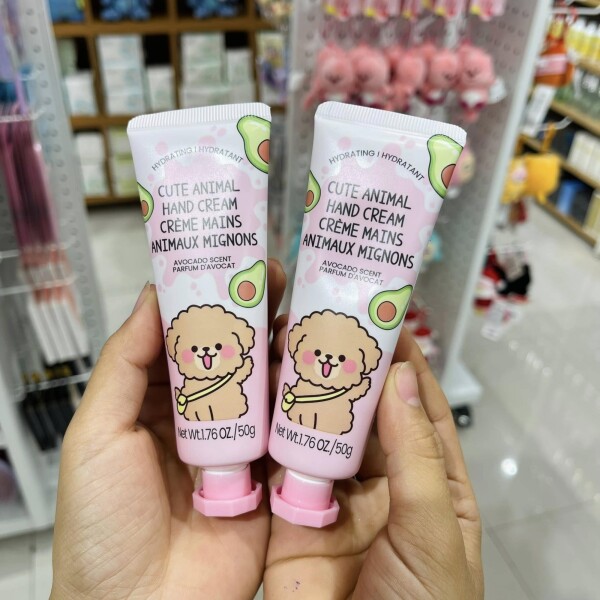 HYDRATING | HYDRATANT
CUTE ANIMAL
HAND CREAM
CRÈME MAINS
ANIMAUX MIGNONS
AVOCADO SCENT
PARFUM D'AVOCAT
Net Wt.1.76 OZ./50g
HYDRATING | HYDRATANT
CUTE ANIMAL
HAND CREAM
CRÈME MAINS
ANIMAUX MIGNONS
AVOCADO SCENT
PARFUM D'AVOCAT
Net Wt.1.76 OZ./50g